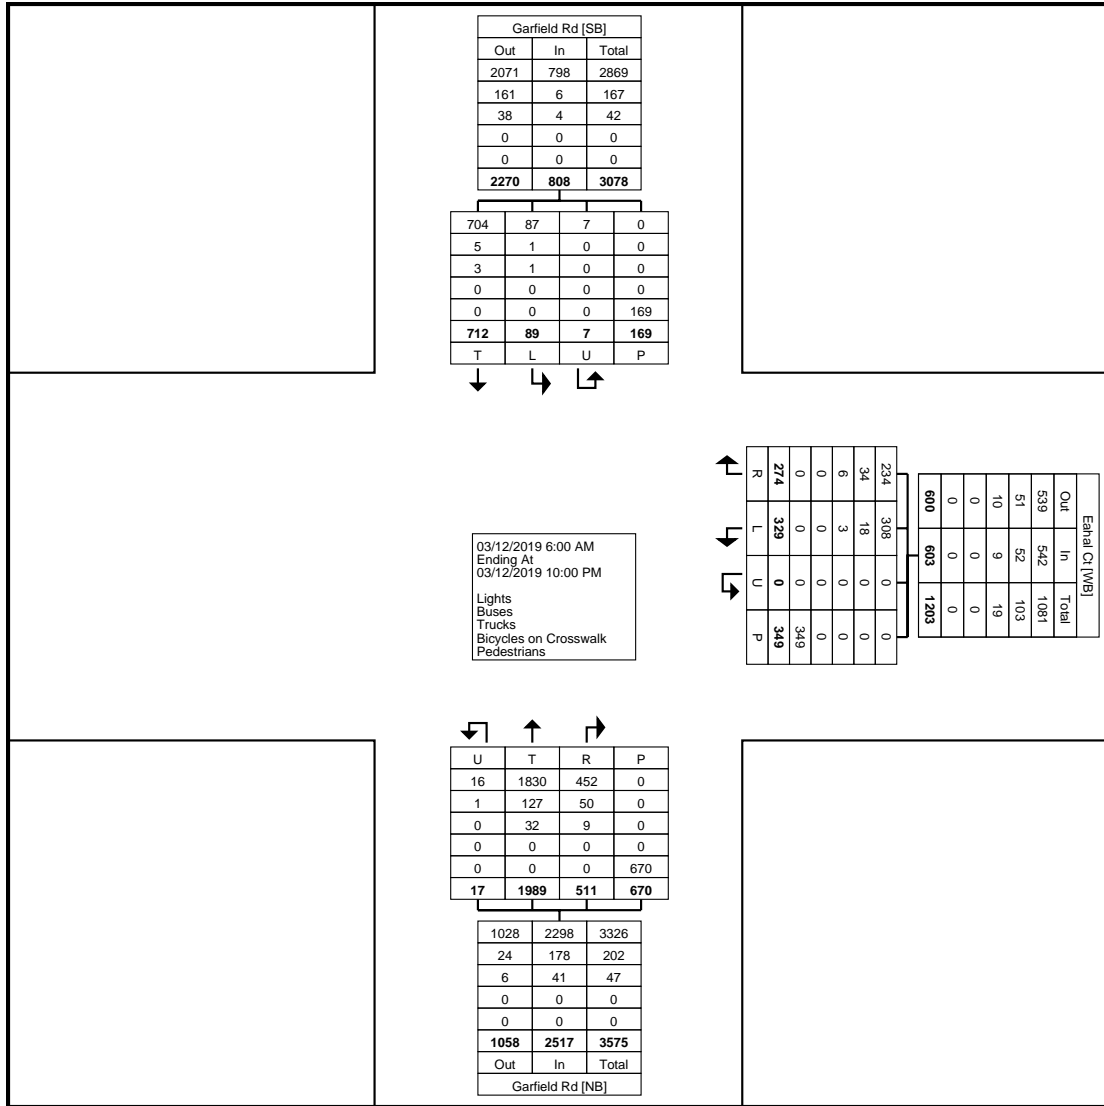 Garfield Rd [SB]
Out In Total
2071 798 2869
161 6 167
38 4 42
0 0 0
0 0 0
2270 808 3078
704 87 7 0
5 1 0 0
3 1 0 0
0 0 0 0
0 0 0 169
712 89 7 169
T L U P
Eahal Ct [WB]
Out In Total
539 542 1081
51 52 103
10 9 19
0 0 0
0 0 0
600 603 1203
234 308 0 0
34 18 0 0
6 3 0 0
0 0 0 0
0 0 0 349
274 329 0 349
R L U P
03/12/2019 6:00 AM
Ending At
03/12/2019 10:00 PM
Lights
Buses
Trucks
Bicycles on Crosswalk
Pedestrians
U T R P
16 1830 452 0
1 127 50 0
0 32 9 0
0 0 0 0
0 0 0 670
17 1989 511 670
1028 2298 3326
24 178 202
6 41 47
0 0 0
0 0 0
1058 2517 3575
Out In Total
Garfield Rd [NB]